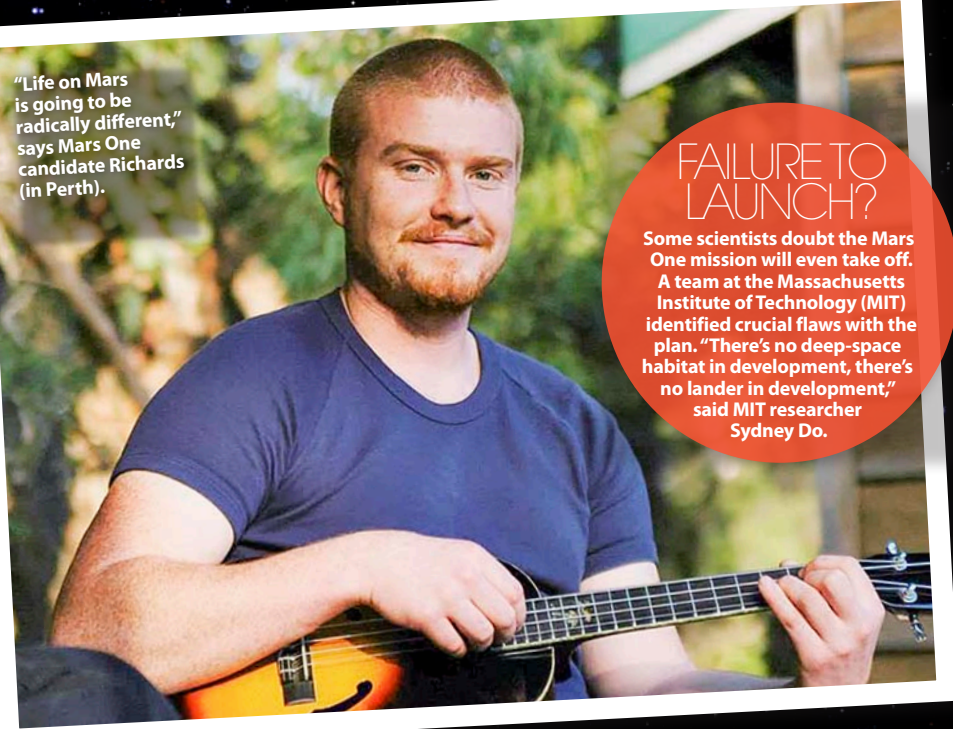 “Life on Mars
is going to be
radically different,”
says Mars One
candidate Richards
(in Perth).
FAILURE TO
LAUNCH?
Some scientists doubt the Mars
One mission will even take off.
A team at the Massachusetts
Institute of Technology (MIT)
identified crucial flaws with the
plan. “There’s no deep-space
habitat in development, there’s
no lander in development,”
said MIT researcher
Sydney Do.